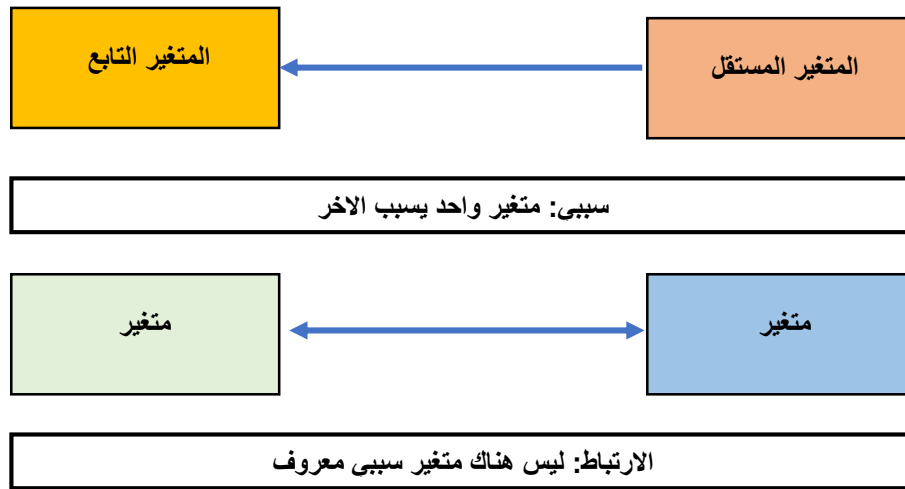 المتغير المستقل
المتغير التابع
سببى: متغير واحد يسبب الاخر
متغير
متغير
الارتباط: ليس هناك متغير سببى معروف